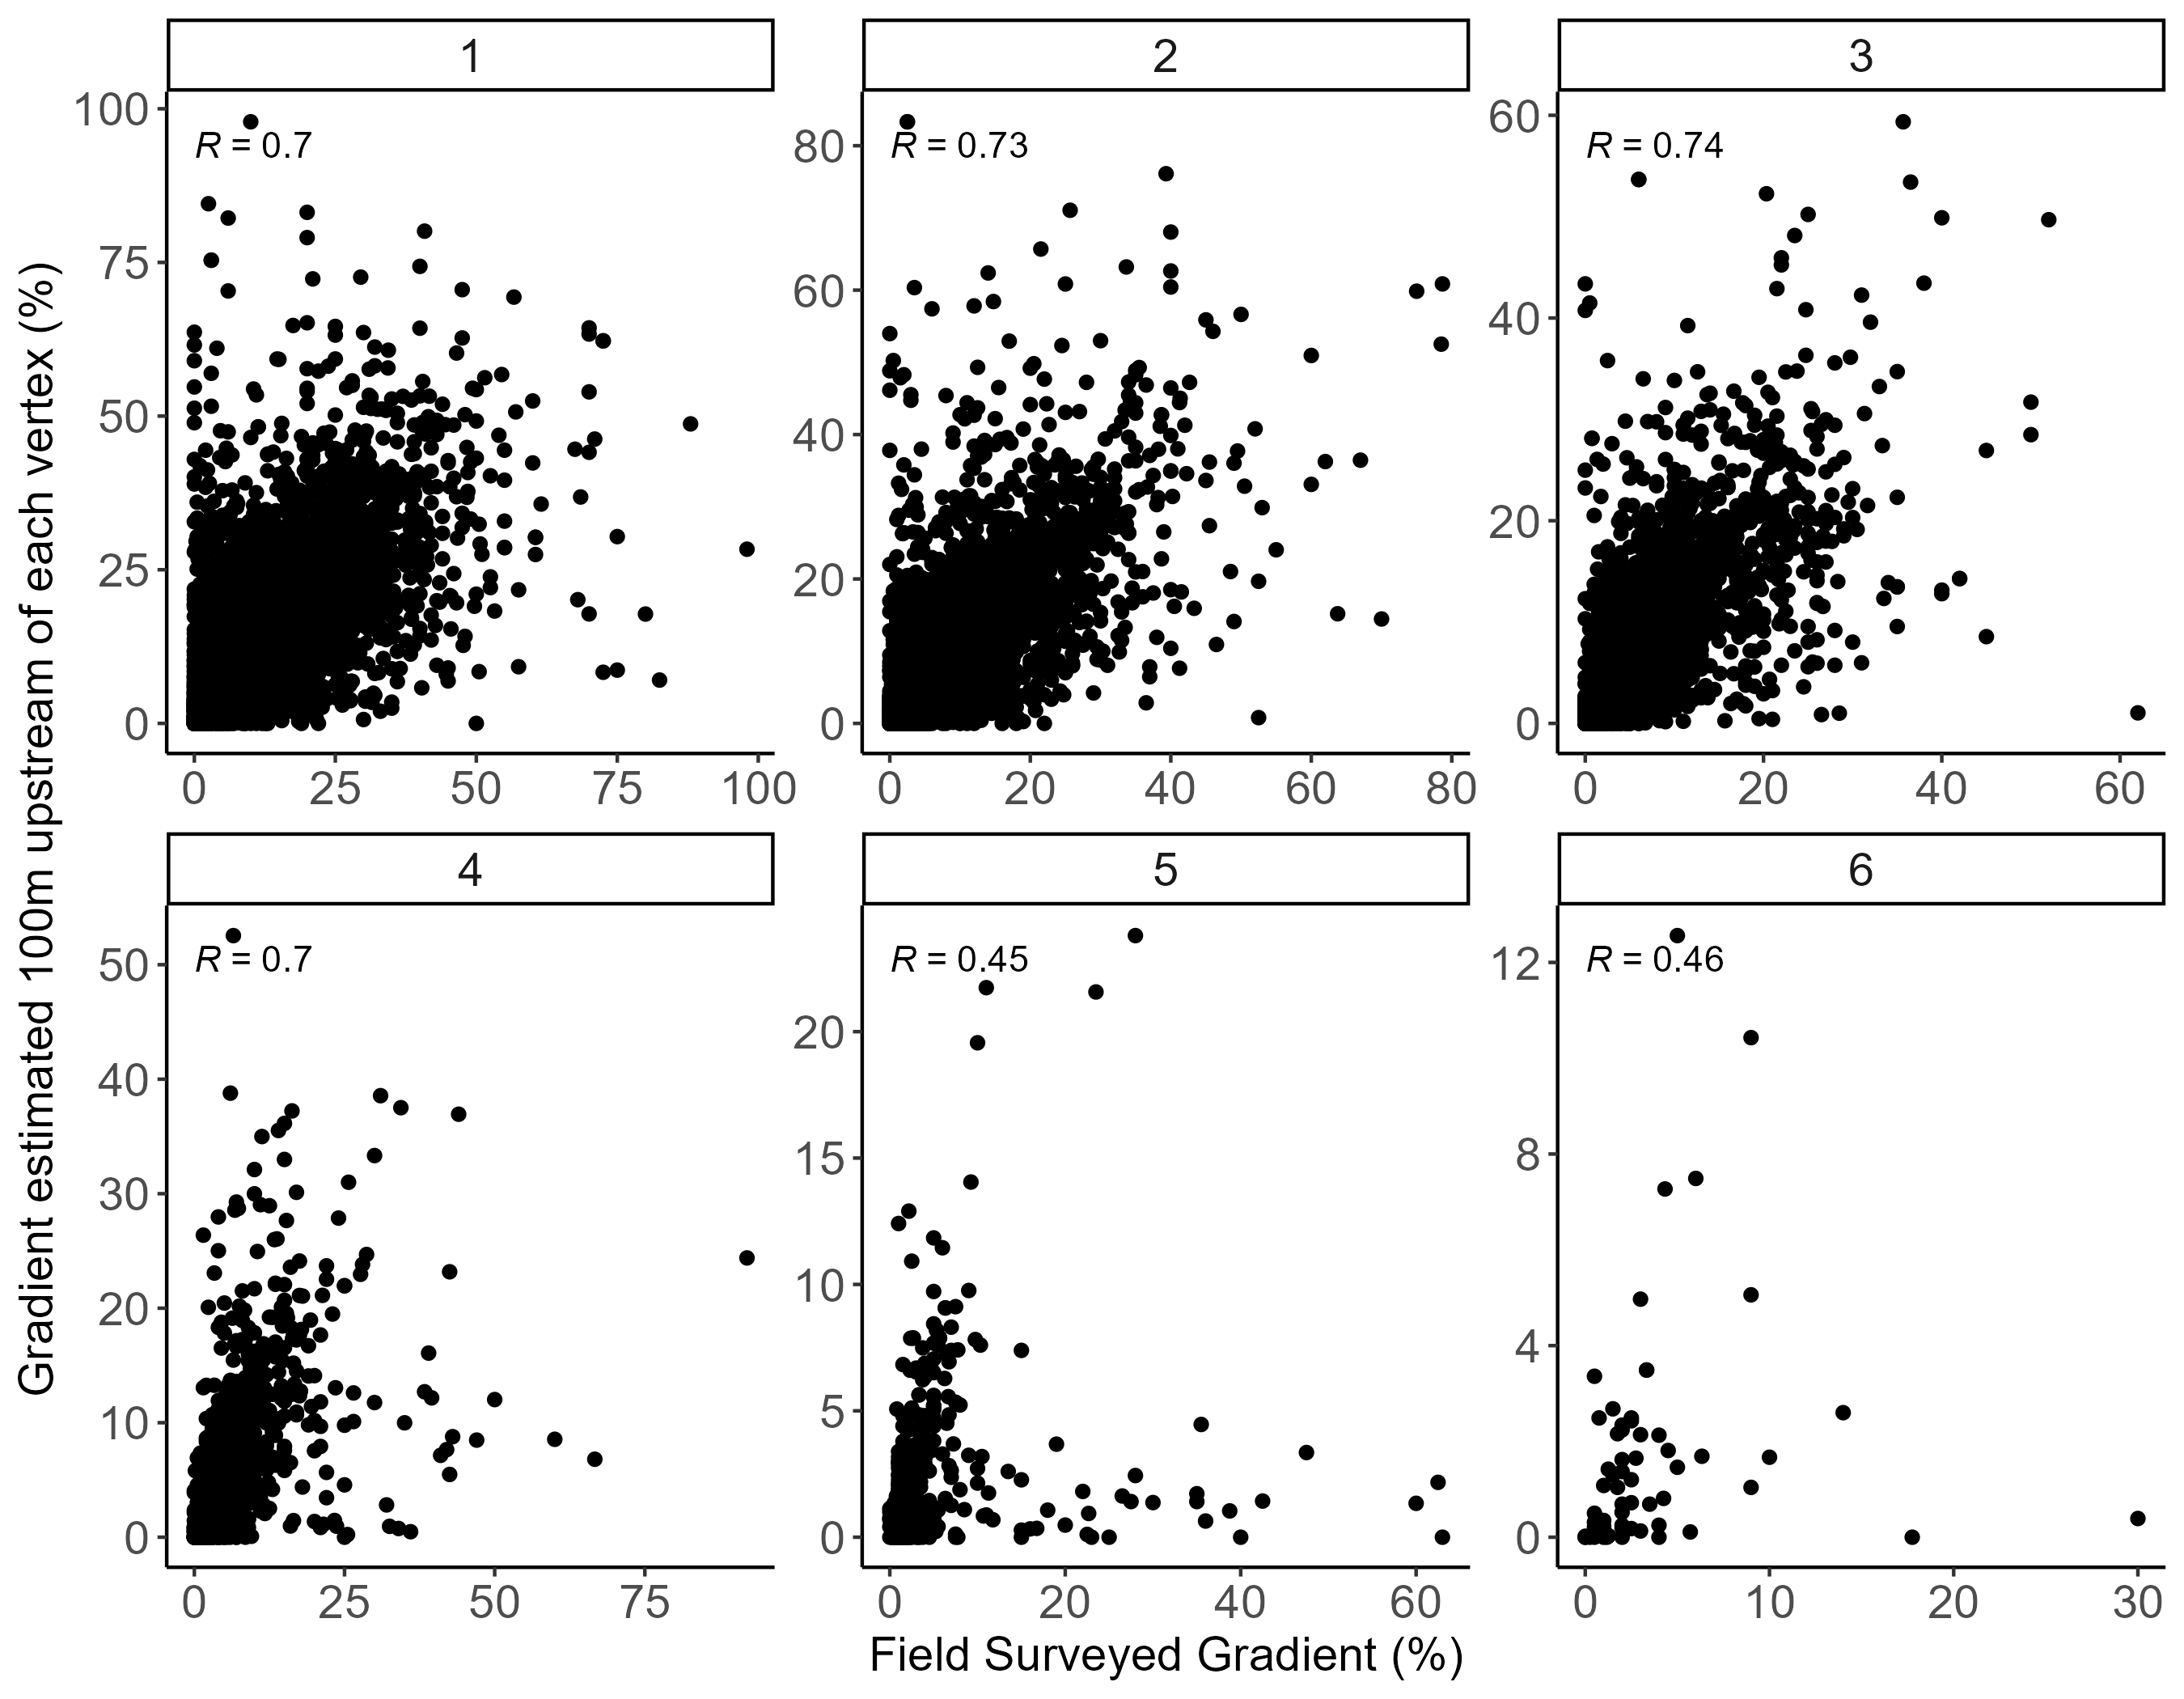 1
2
3
Gradient estimated 100m upstream of each vertex (%)
R = 0.7
100
75
50
25
0
0 25 50 75 100
R = 0.73
80
60
40
20
0
0 20 40 60 80
R = 0.74
60
40
20
0
0 20 40 60
4
5
6
R = 0.7
50
40
30
20
10
0
0 25 50 75
R = 0.45
20
15
10
5
0
0 20 40 60
R = 0.46
12
8
4
0
0 10 20 30
Field Surveyed Gradient (%)